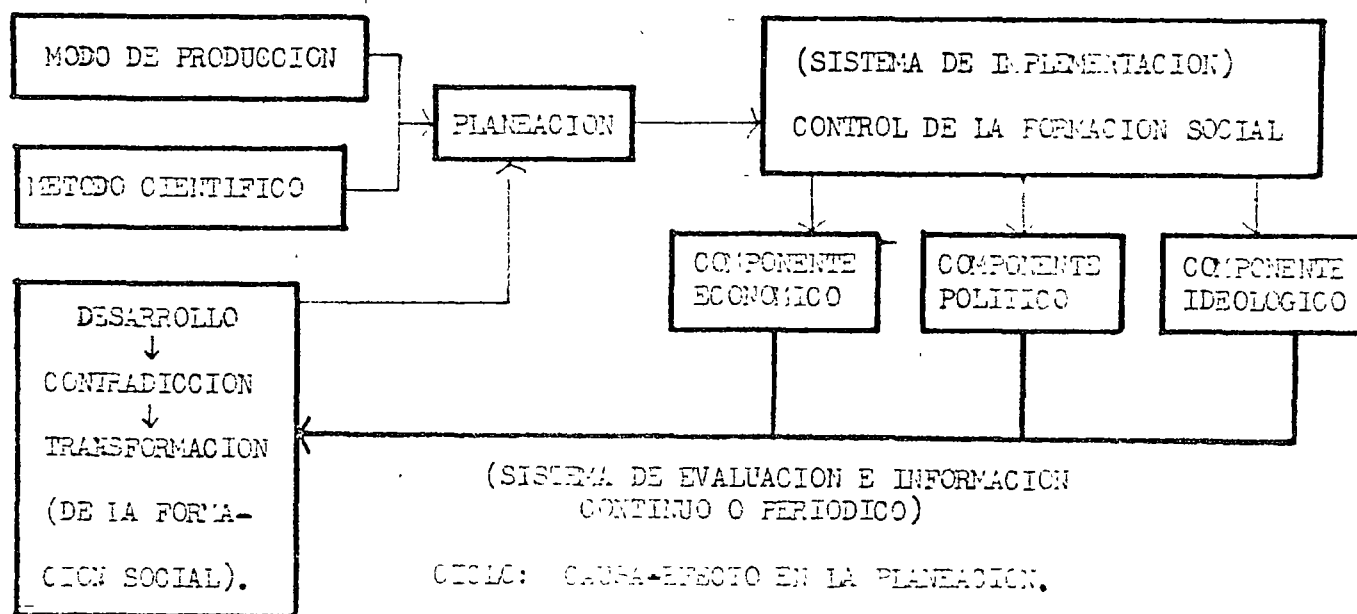 MODO DE PRODUCCION
METODO CIENTIFICO
PLANEACION
(SISTEMA DE IMPLEMENTACION)
CONTROL DE LA FORMACION SOCIAL
COMPONENTE
ECONOMICO
COMPONENTE
POLITICO
COMPONENTE
IDEOLOGICO
DESARROLLO
CONTRADICCION
TRANSFORMACION
(DE LA FORMA-
CION SOCIAL).
(SISTEMA DE EVALUACION E INFORMACION
CONTINUO O PERIODICO)
CICLO: CAUSA-EFECTO EN LA PLANEACION.